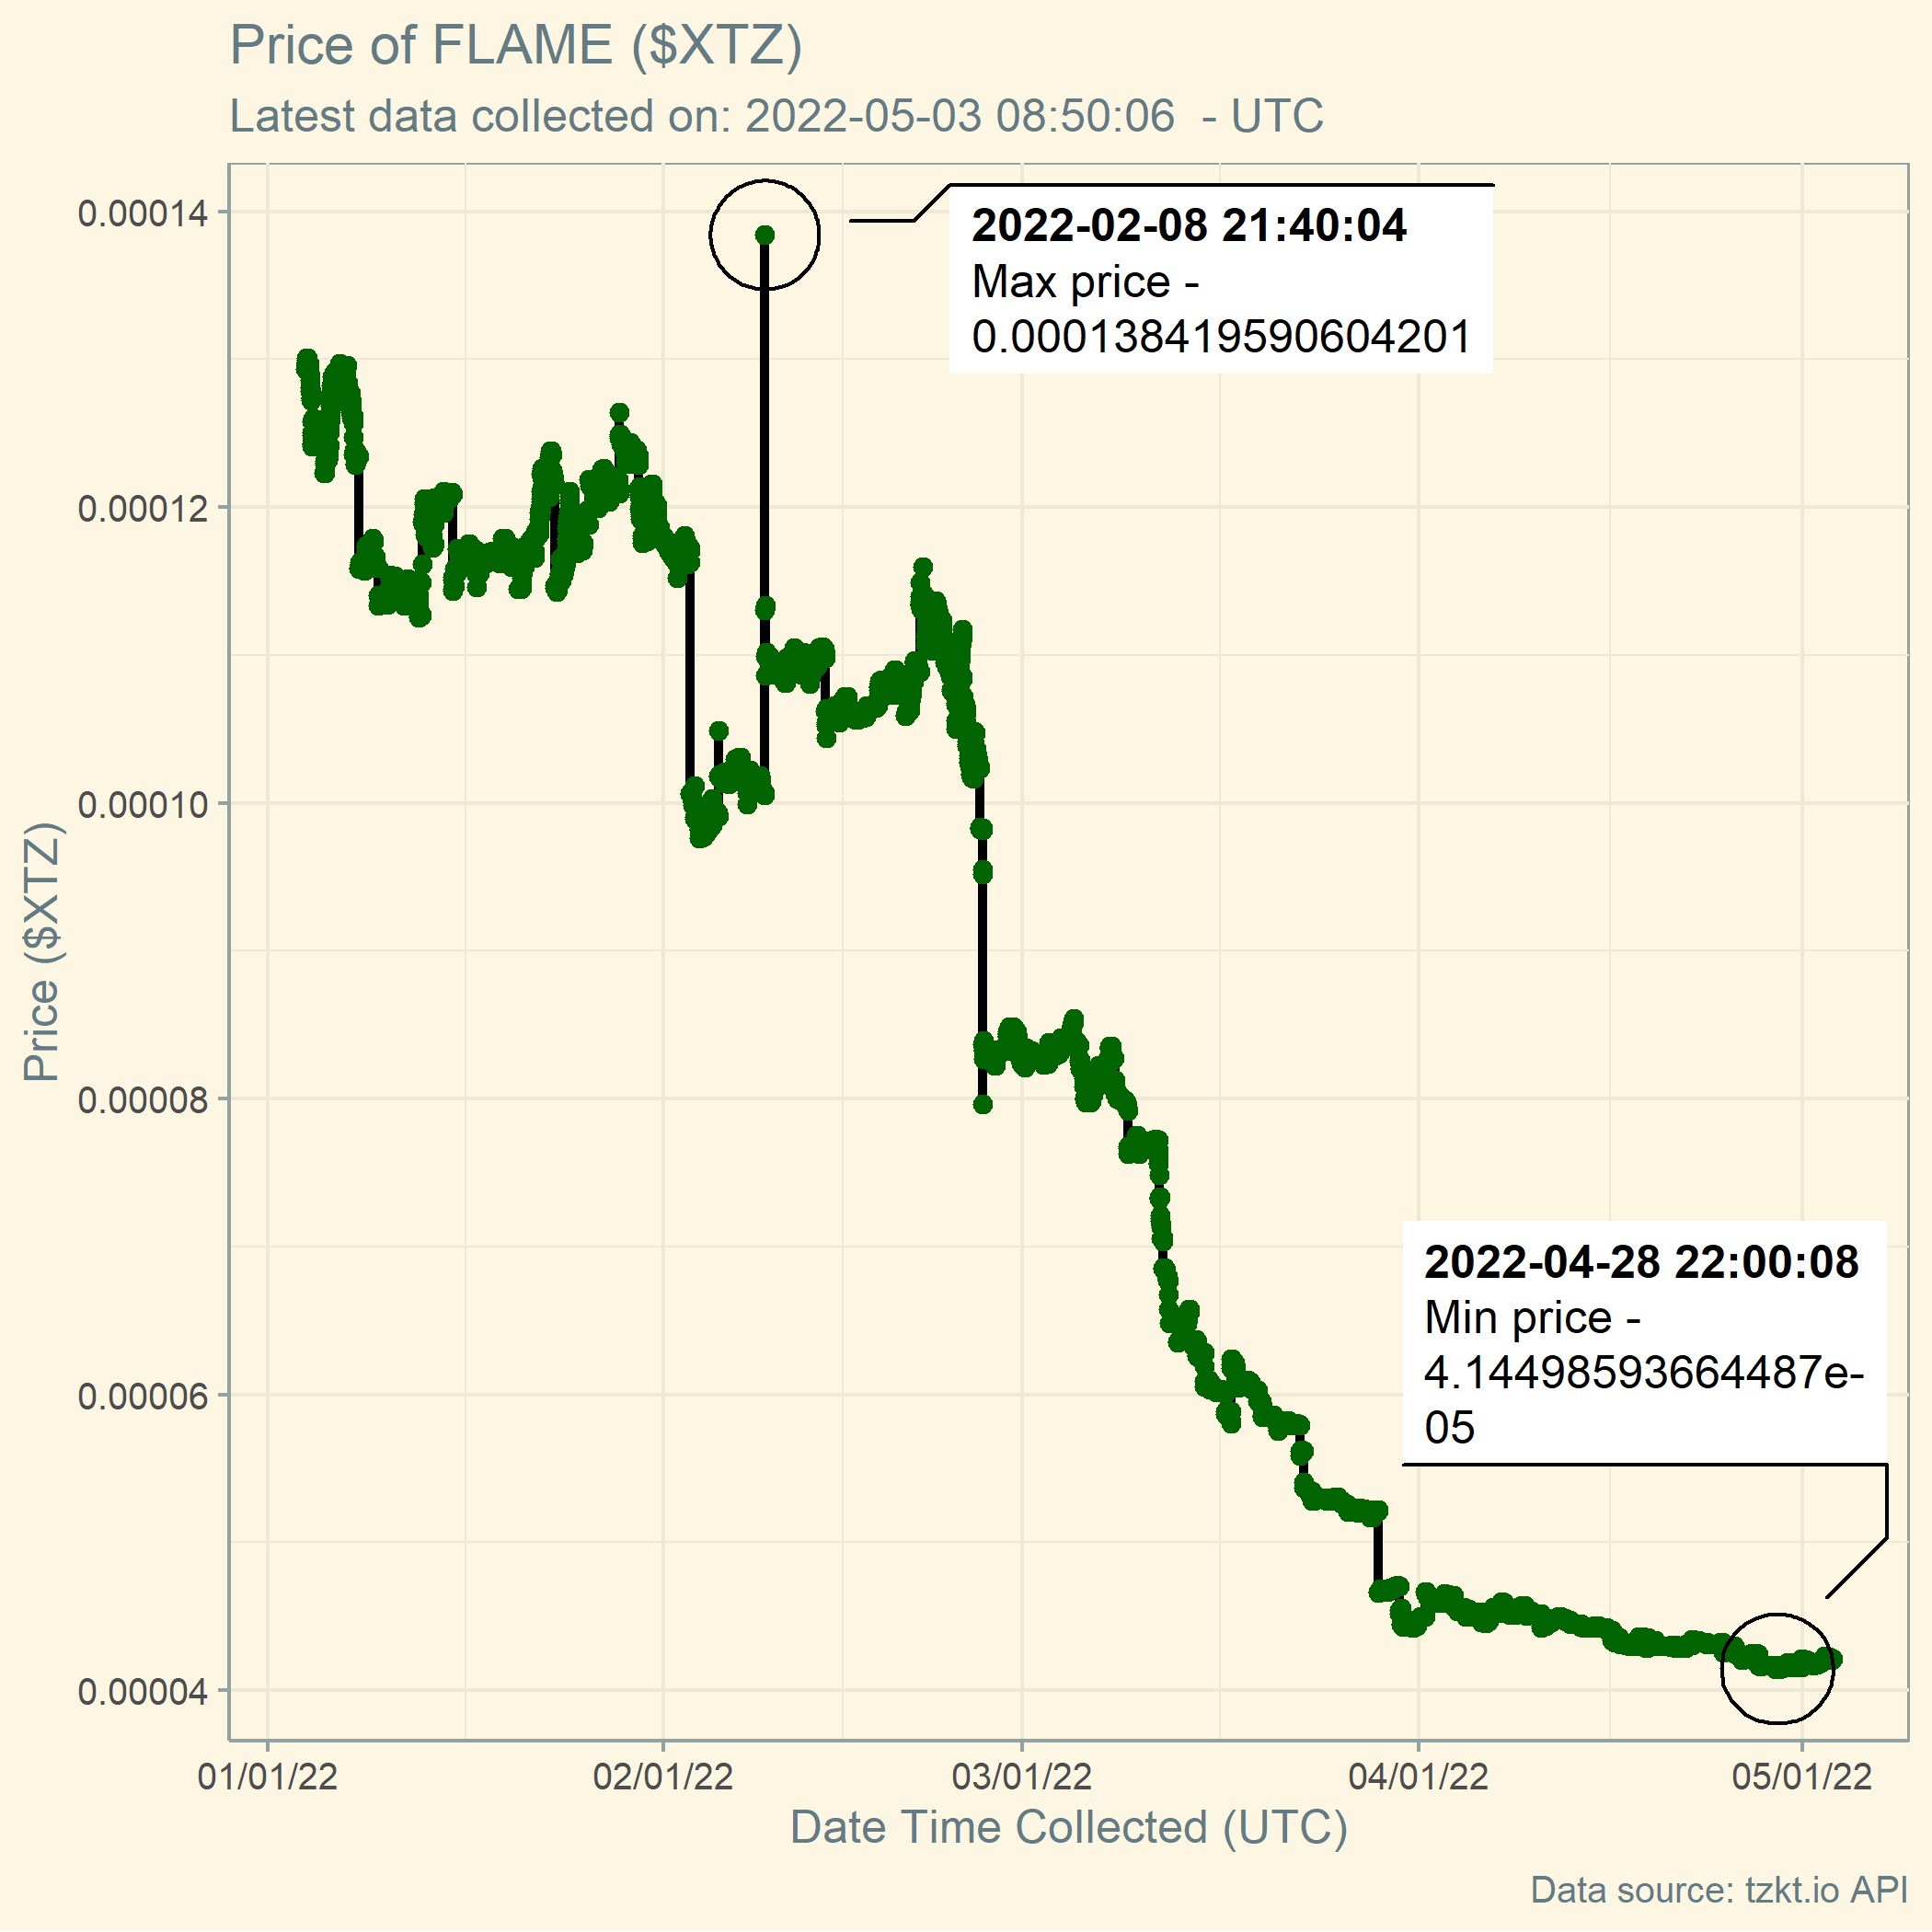 Price of FLAME ($XTZ)
Latest data collected on: 2022-05-03 08:50:06  - UTC
2022-02-08 21:40:04
Max price -
0.000138419590604201
2022-04-28 22:00:08
Min price -
4.14498593664487e-
05
Price ($XTZ)
0.00014
0.00012
0.00010
0.00008
0.00006
0.00004
01/01/22
02/01/22
03/01/22
04/01/22
05/01/22
Date Time Collected (UTC)
Data source: tzkt.io API